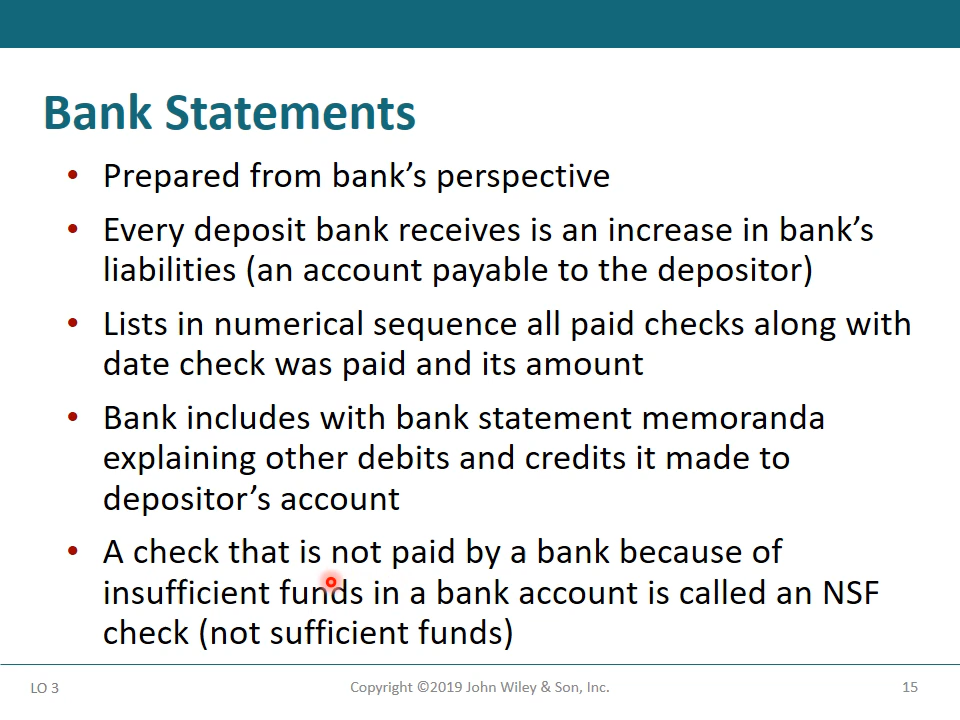 Bank Statements
• Prepared from bank’s perspective
• Every deposit bank receives is an increase in bank’s
liabilities (an account payable to the depositor)
• Lists in numerical sequence all paid checks along with
date check was paid and its amount
• Bank includes with bank statement memoranda
explaining other debits and credits it made to
depositor’s account
• A check that is not paid by a bank because of
insufficient funds in a bank account is called an NSF
check (not sufficient funds)
LO 3
Copyright ©2019 John Wiley & Son, Inc.
15